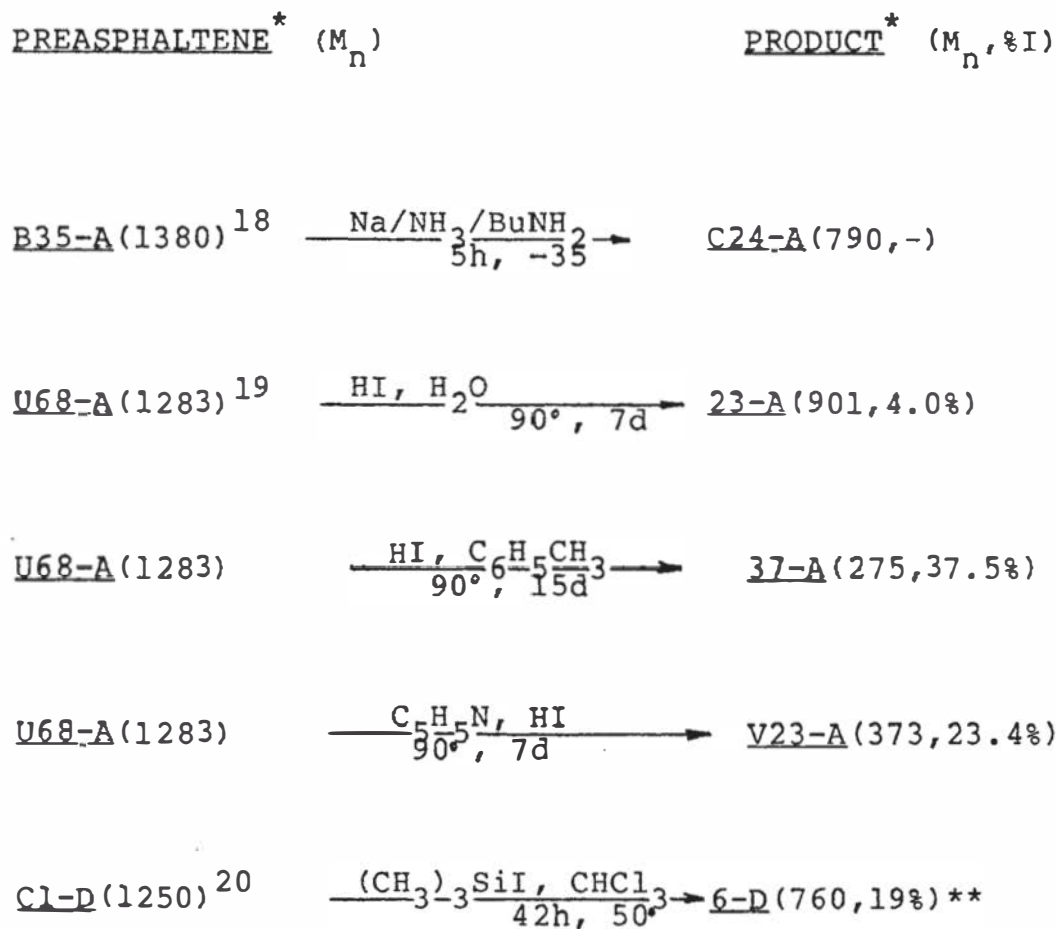 PREASPHALTENE* (Mn) PRODUCT* (Mn,%I)
B35-A(1380)18 Na/NH3/BuNH2 C24-A(790,-)
5h, -35
U68-A(1283)19 HI, H2O 23-A(901,4.0%)
90°, 7d
U68-A(1283) HI, C6H5CH3 37-A(275,37.5%)
90°, 15d
U68-A(1283) C5H5N, HI V23-A(373,23.4%)
90°, 7d
C1-D(1250)20 (CH3)3SiI, CHCl3 6-D(760,19%)**
42h, 50°